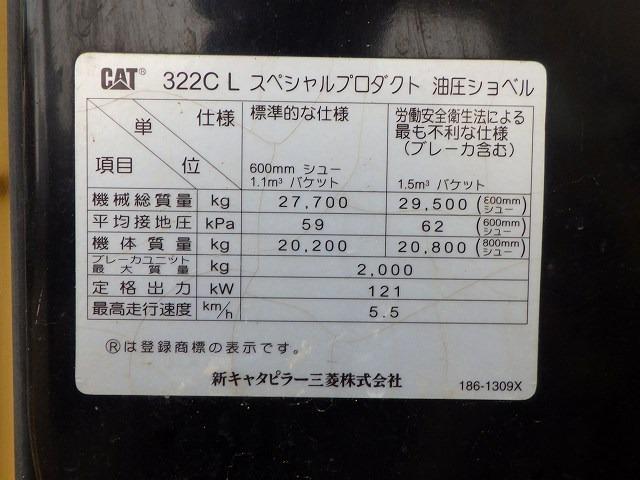 CAT® 322C L スペシャルプロダクト 油圧ショベル
仕様
単
項目 位
標準的な仕様
600mm シュー
1.1m³ バケット
労働安全衛生法による
最も不利な仕様
(ブレーカ含む)
1.5m³ バケット
機械総質量 kg 27,700 29,500 (800mm シュー)
平均接地圧 kPa 59 62 (600mm シュー)
機体質量 kg 20,200 20,800 (800mm シュー)
ブレーカユニット
最大質量 kg 2,000
定格出力 kW 121
最高走行速度 km/h 5.5
®は登録商標の表示です。
新キャタピラー三菱株式会社
186-1309X